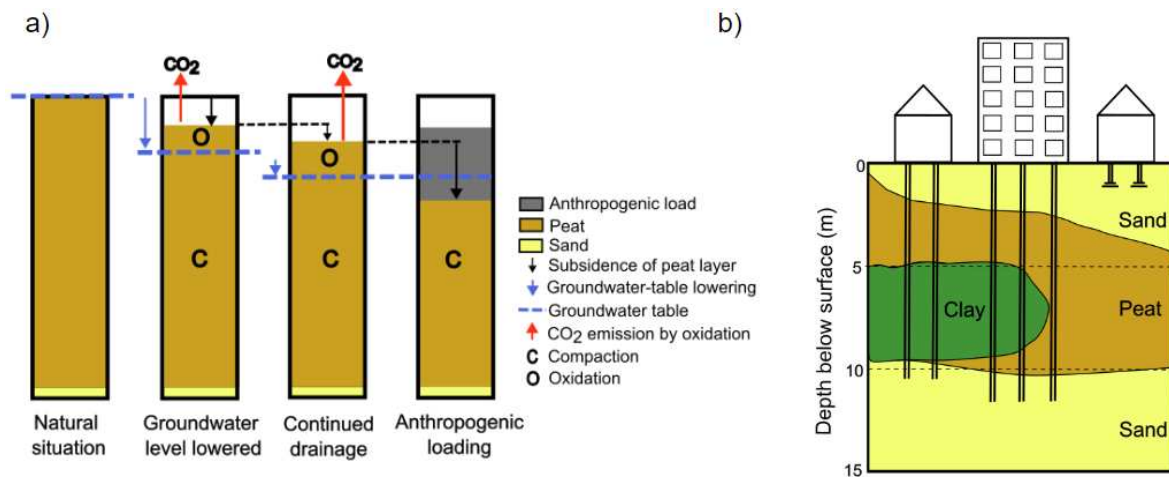 a)
CO2
CO2
O
O
C
C
C
Natural
situation
Groundwater
level lowered
Continued
drainage
Anthropogenic
loading
Anthropogenic load
Peat
Sand
Subsidence of peat layer
Groundwater-table lowering
Groundwater table
CO2 emission by oxidation
C Compaction
O Oxidation
b)
Depth below surface (m)
0
5
10
15
Sand
Clay
Peat
Sand